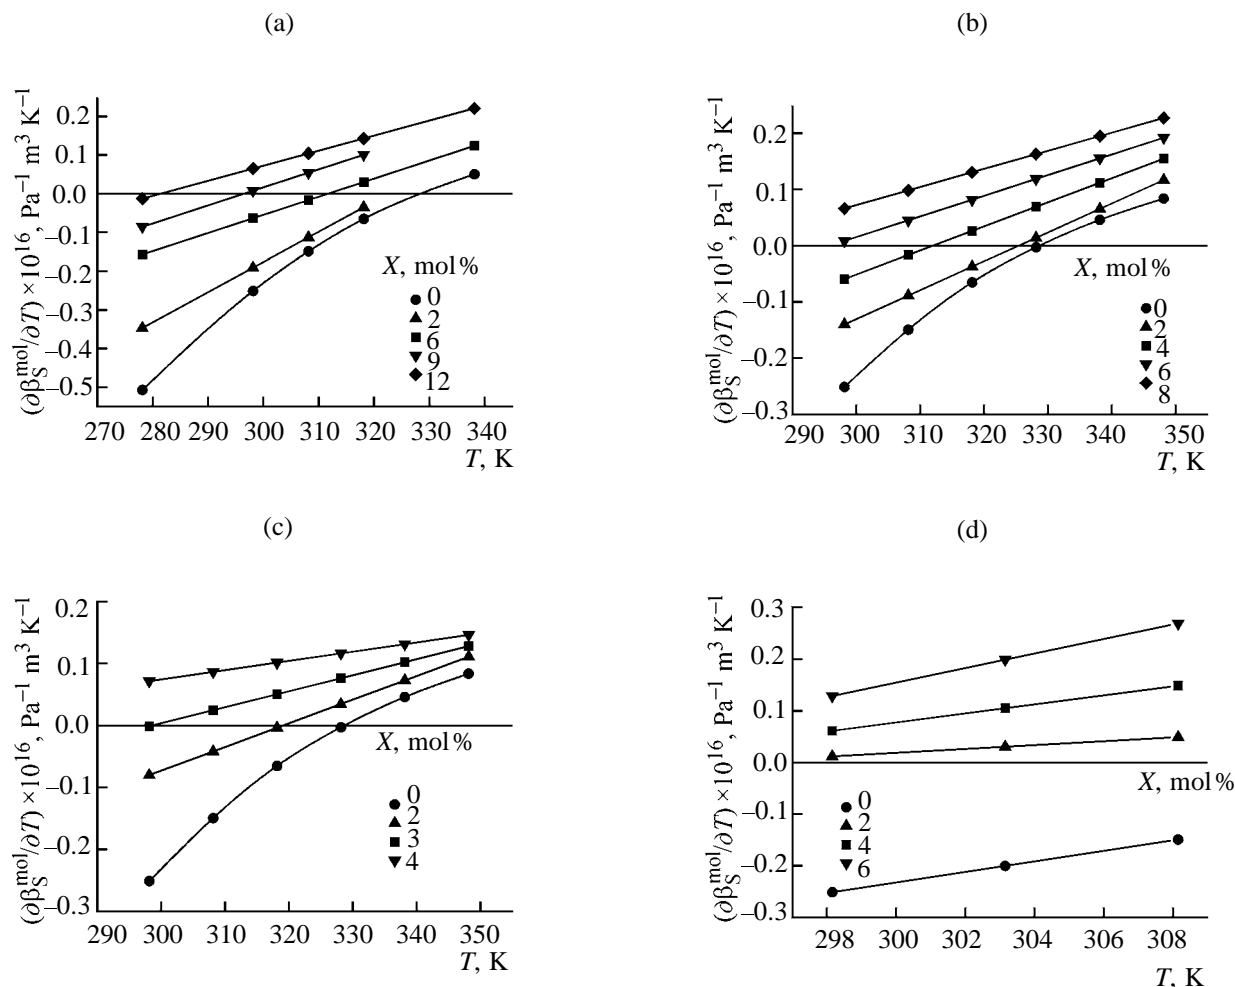 (a)
(∂β_S^mol/∂T) × 10^16, Pa^–1 m^3 K^–1
0.2
0.1
0.0
–0.1
–0.2
–0.3
–0.4
–0.5
X, mol %
0
2
6
9
12
270 280 290 300 310 320 330 340
T, K
(b)
(∂β_S^mol/∂T) × 10^16, Pa^–1 m^3 K^–1
0.2
0.1
0.0
–0.1
–0.2
–0.3
X, mol %
0
2
4
6
8
290 300 310 320 330 340 350
T, K
(c)
(∂β_S^mol/∂T) × 10^16, Pa^–1 m^3 K^–1
0.2
0.1
0.0
–0.1
–0.2
–0.3
X, mol %
0
2
3
4
290 300 310 320 330 340 350
T, K
(d)
(∂β_S^mol/∂T) × 10^16, Pa^–1 m^3 K^–1
0.3
0.2
0.1
0.0
–0.1
–0.2
–0.3
X, mol %
0
2
4
6
298 300 302 304 306 308
T, K